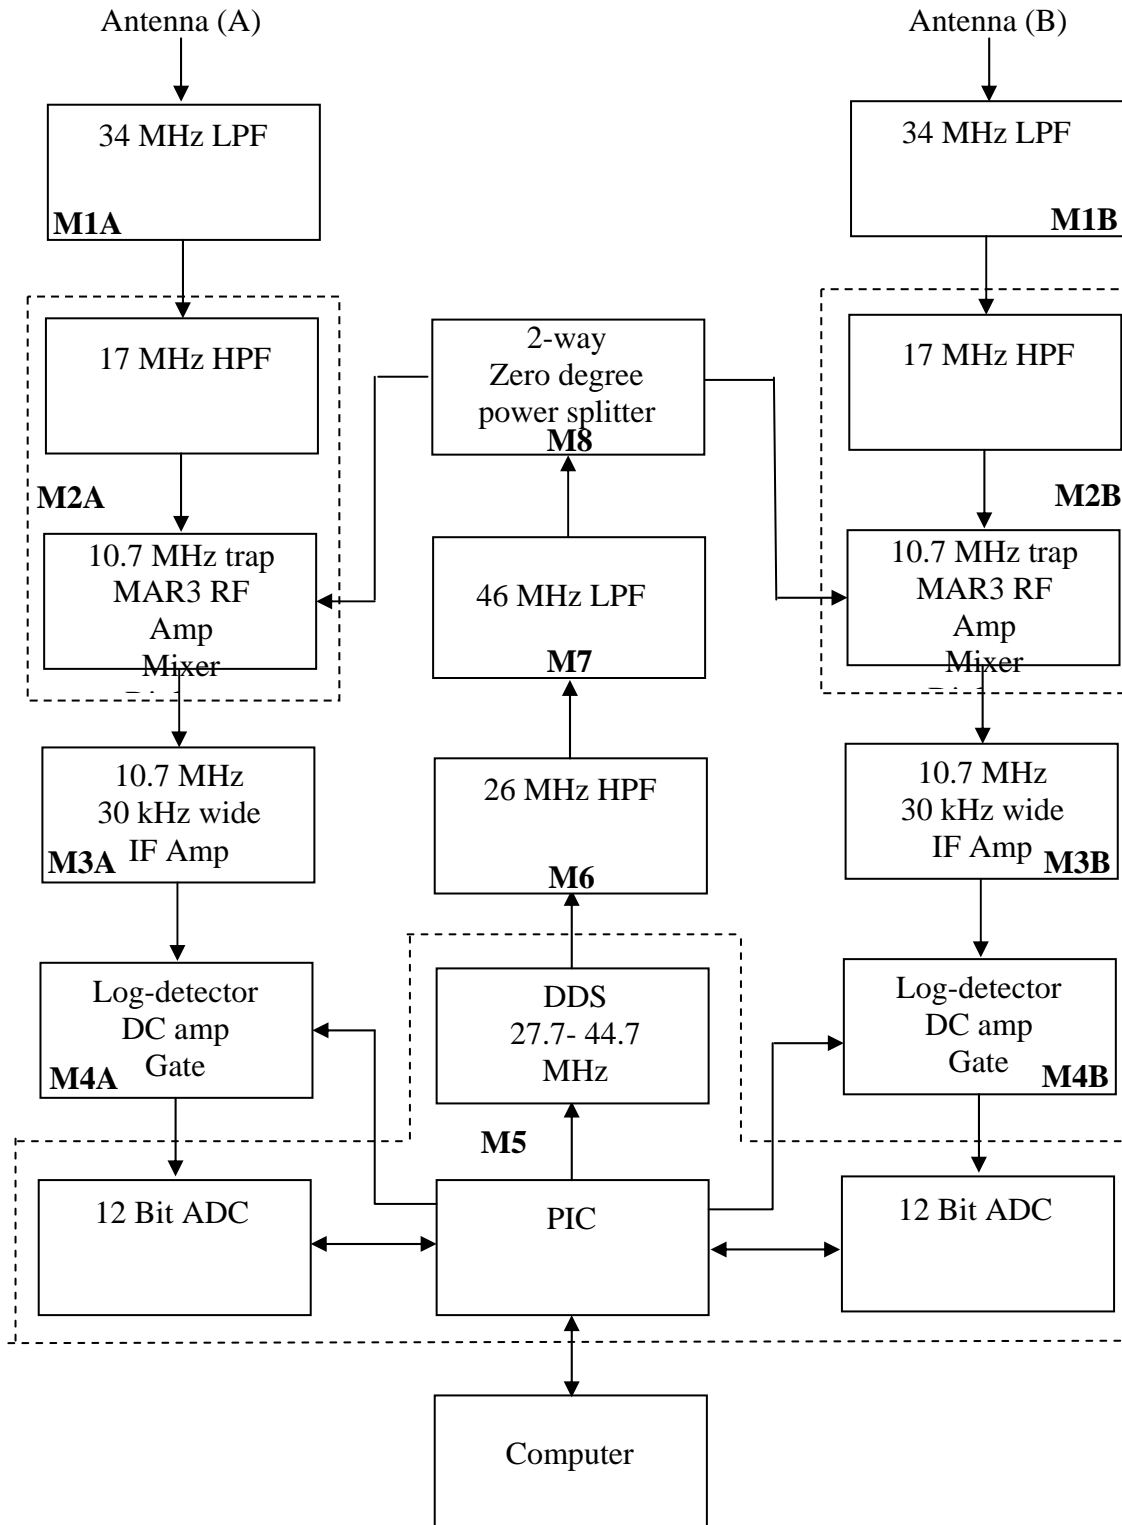 Antenna (A)
Antenna (B)
34 MHz LPF
M1A
34 MHz LPF
M1B
17 MHz HPF
2-way
Zero degree
power splitter
M8
17 MHz HPF
M2A
M2B
10.7 MHz trap
MAR3 RF
Amp
Mixer
46 MHz LPF
M7
10.7 MHz trap
MAR3 RF
Amp
Mixer
10.7 MHz
30 kHz wide
IF Amp
M3A
26 MHz HPF
M6
10.7 MHz
30 kHz wide
IF Amp
M3B
Log-detector
DC amp
Gate
M4A
DDS
27.7- 44.7
MHz
Log-detector
DC amp
Gate
M4B
M5
12 Bit ADC
PIC
12 Bit ADC
Computer